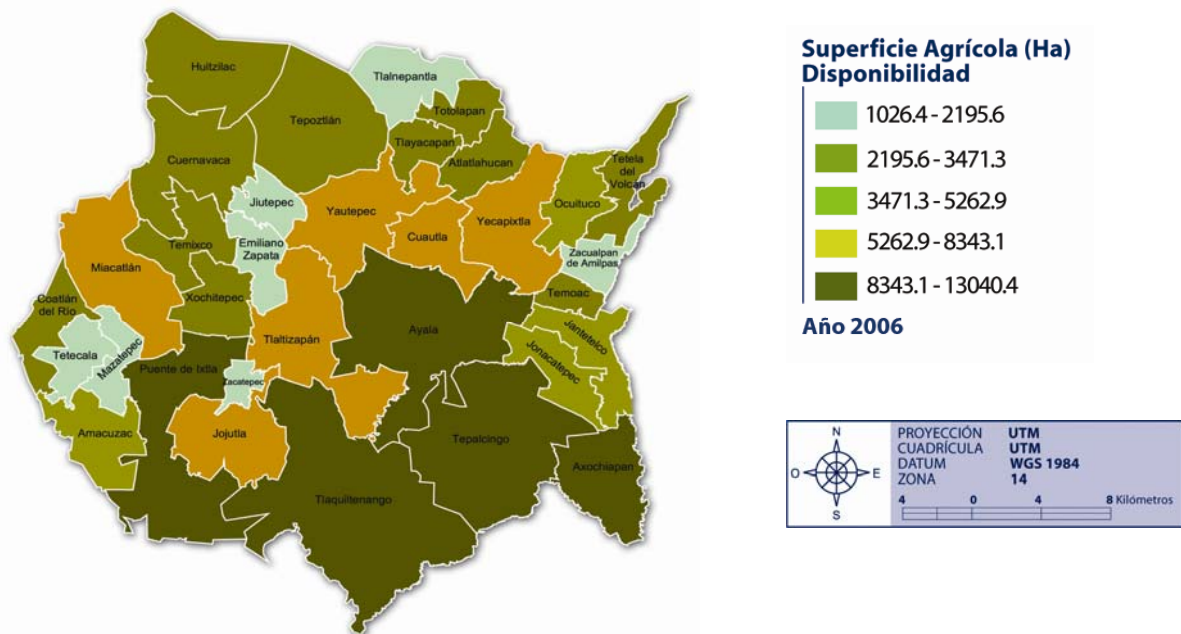 Huitzilac
Tlalnepantla
Tepoztlán
Totolapan
Tlayacapan
Cuernavaca
Atlatlahucan
Tetela
del
Volcán
Jiutepec
Ocuituco
Yautepec
Yecapixtla
Cuautla
Temixco
Emiliano
Zapata
Zacualpan
de Amilpas
Miacatlán
Xochitepec
Temoac
Coatlán
del Río
Ayala
Jantetelco
Tlaltizapán
Jonacatepec
Tetecala
Mazatepec
Puente de Ixtla
Zacatepec
Amacuzac
Jojutla
Tepalcingo
Axochiapan
Tlaquiltenango
Superficie Agrícola (Ha)
Disponibilidad
1026.4 - 2195.6
2195.6 - 3471.3
3471.3 - 5262.9
5262.9 - 8343.1
8343.1 - 13040.4
Año 2006
N
O E
S
PROYECCIÓN UTM
CUADRÍCULA UTM
DATUM WGS 1984
ZONA 14
4 0 4 8 Kilómetros